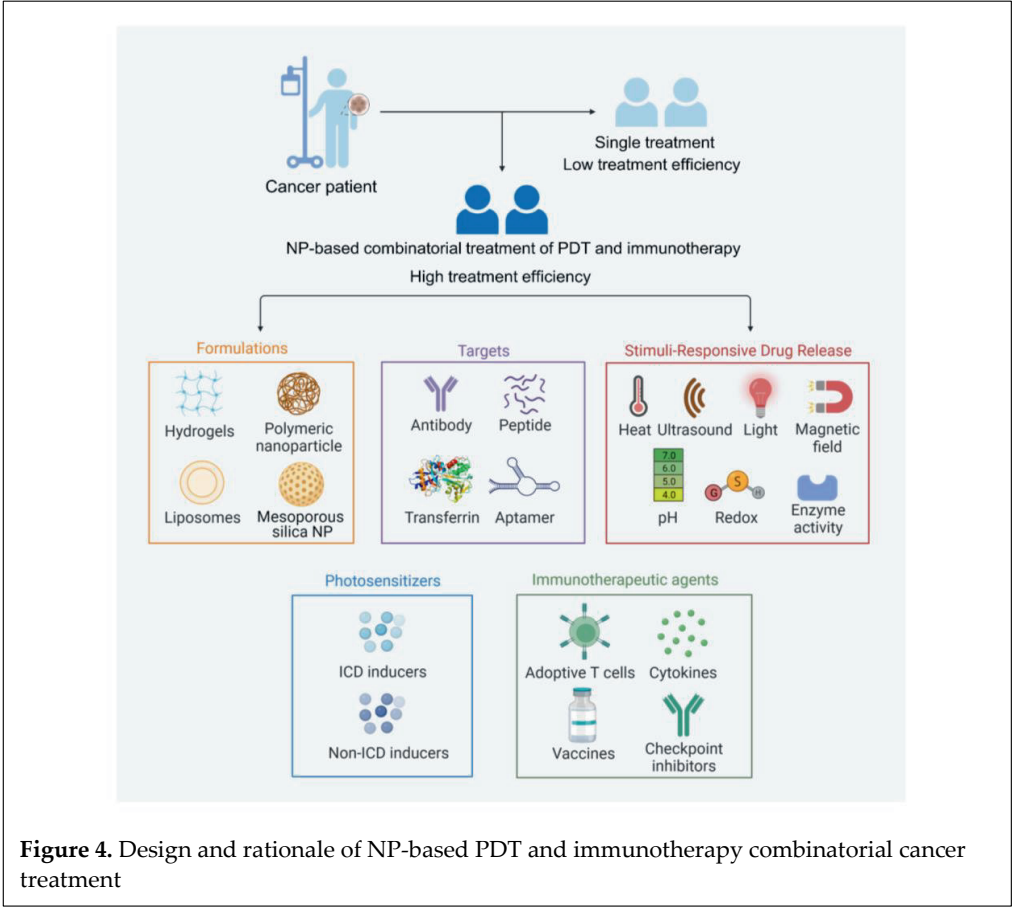 Cancer patient
Single treatment
Low treatment efficiency
NP-based combinatorial treatment of PDT and immunotherapy
High treatment efficiency
Formulations
Hydrogels
Polymeric
nanoparticle
Liposomes
Mesoporous
silica NP
Targets
Antibody
Peptide
Transferrin
Aptamer
Stimuli-Responsive Drug Release
Heat
Ultrasound
Light
Magnetic
field
7.0
6.0
5.0
4.0
pH
G
S
H
Redox
Enzyme
activity
Photosensitizers
ICD inducers
Non-ICD inducers
Immunotherapeutic agents
Adoptive T cells
Cytokines
Vaccines
Checkpoint
inhibitors
Figure 4. Design and rationale of NP-based PDT and immunotherapy combinatorial cancer
treatment